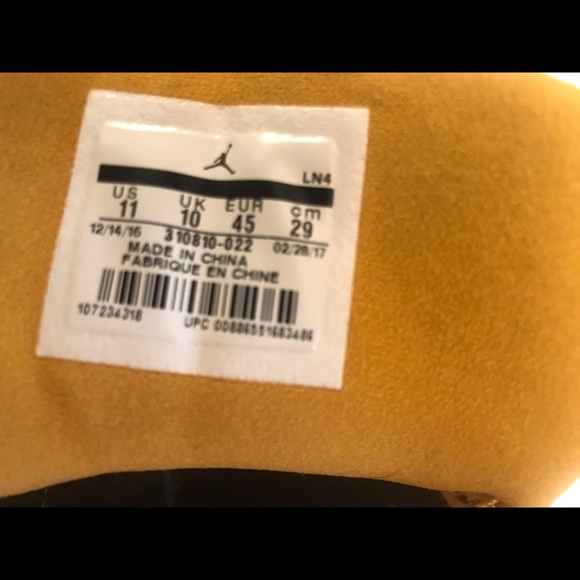 LN4
US UK EUR cm
11 10 45 29
12/14/16 310810-022 02/28/17
MADE IN CHINA
FABRIQUE EN CHINE
107234318
UPC 00886551683486